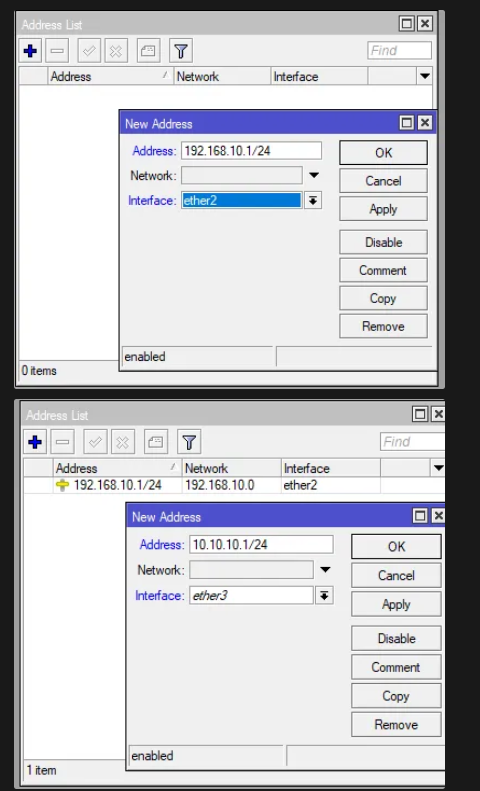 Address List
Find
Address Network Interface
New Address
Address: 192.168.10.1/24 OK
Network: Cancel
Interface: ether2 Apply
Disable
Comment
Copy
Remove
enabled
0 items
Address List
Find
Address Network Interface
192.168.10.1/24 192.168.10.0 ether2
New Address
Address: 10.10.10.1/24 OK
Network: Cancel
Interface: ether3 Apply
Disable
Comment
Copy
Remove
enabled
1 item